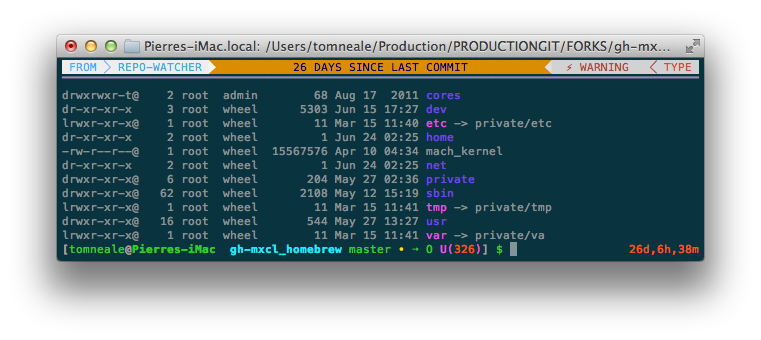 Pierres-iMac.local: /Users/tomneale/Production/PRODUCTIONGIT/FORKS/gh-mx...
FROM REPO-WATCHER 26 DAYS SINCE LAST COMMIT ⚡ WARNING TYPE
drwxrwxr-t@ 2 root admin 68 Aug 17 2011 cores
dr-xr-xr-x 3 root wheel 5303 Jun 15 17:27 dev
lrwxr-xr-x@ 1 root wheel 11 Mar 15 11:40 etc -> private/etc
dr-xr-xr-x 2 root wheel 1 Jun 24 02:25 home
-rw-r--r--@ 1 root wheel 15567576 Apr 10 04:34 mach_kernel
dr-xr-xr-x 2 root wheel 1 Jun 24 02:25 net
drwxr-xr-x@ 6 root wheel 204 May 27 02:36 private
drwxr-xr-x@ 62 root wheel 2108 May 12 15:19 sbin
lrwxr-xr-x@ 1 root wheel 11 Mar 15 11:41 tmp -> private/tmp
drwxr-xr-x@ 16 root wheel 544 May 27 13:27 usr
lrwxr-xr-x@ 1 root wheel 11 Mar 15 11:41 var -> private/va
[tomneale@Pierres-iMac gh-mxcl_homebrew master • → O U(326)] $ 26d,6h,38m